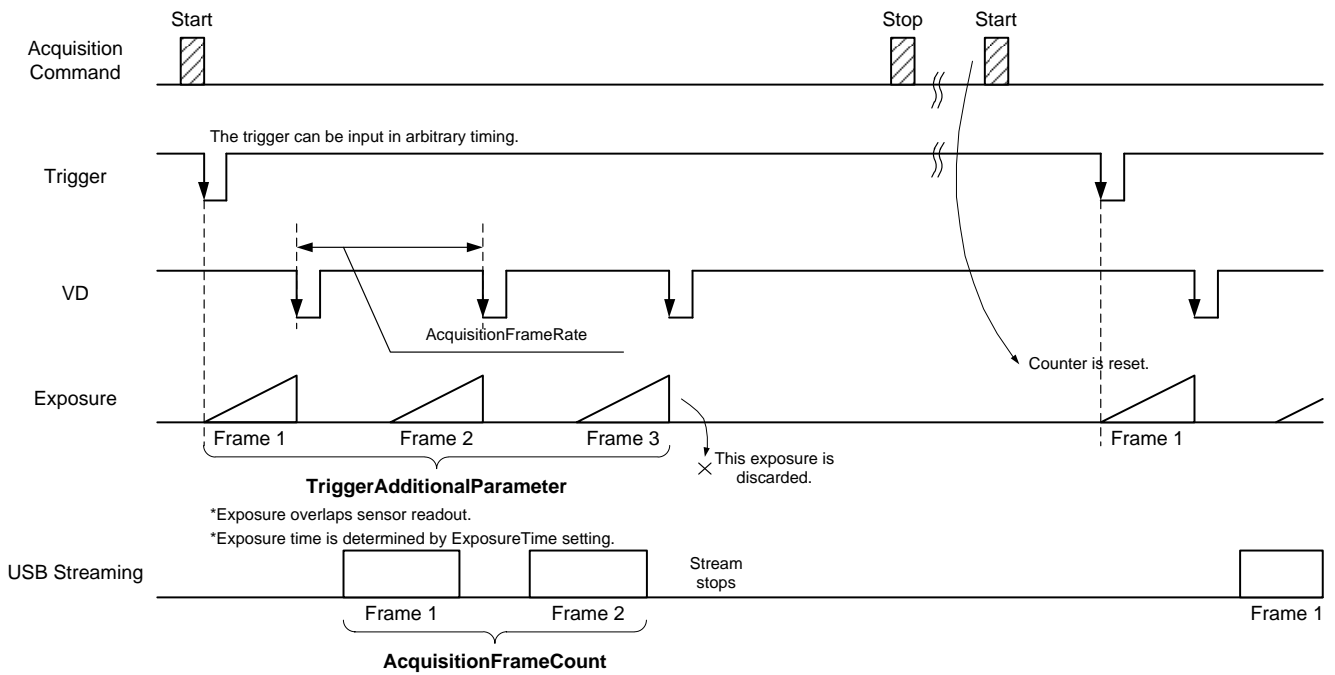 Start
Stop
Start
Acquisition
Command
The trigger can be input in arbitrary timing.
Trigger
VD
AcquisitionFrameRate
Counter is reset.
Exposure
Frame 1
Frame 2
Frame 3
Frame 1
This exposure is
discarded.
TriggerAdditionalParameter
*Exposure overlaps sensor readout.
*Exposure time is determined by ExposureTime setting.
USB Streaming
Stream
stops
Frame 1
Frame 2
Frame 1
AcquisitionFrameCount